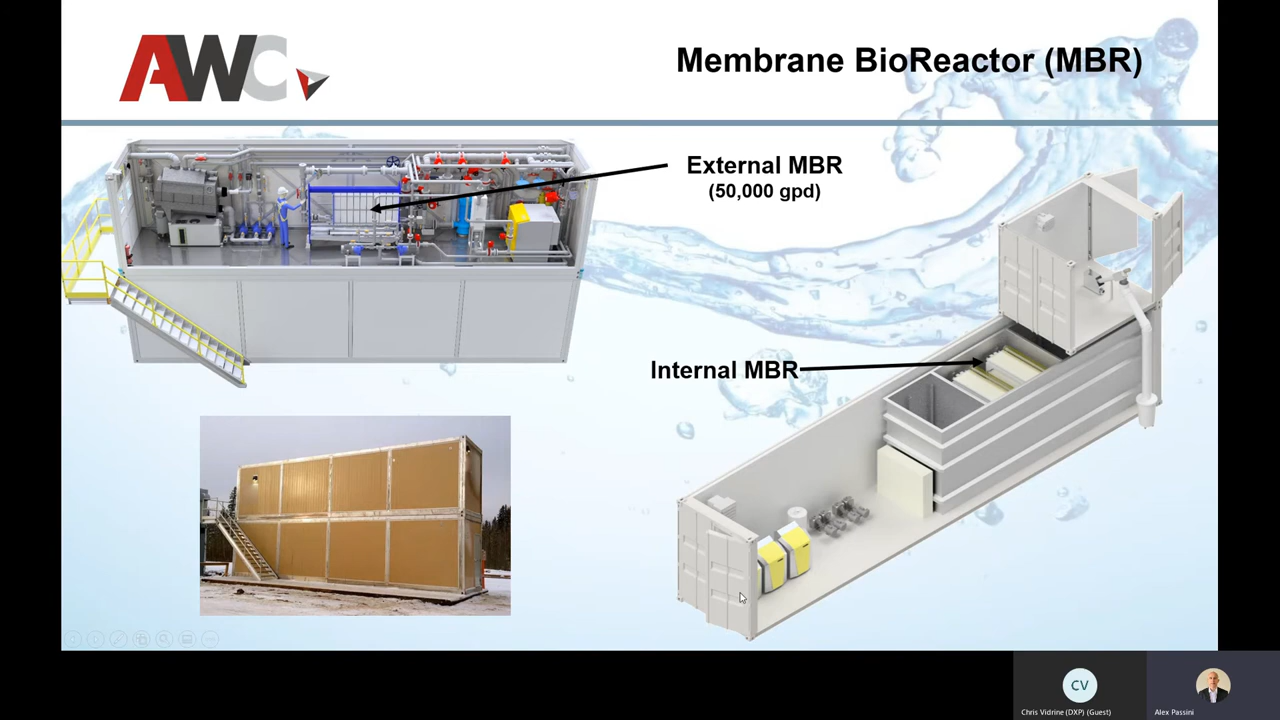 AWC
Membrane BioReactor (MBR)
External MBR
(50,000 gpd)
Internal MBR
CV
Chris Vidrine (DXP) (Guest)
Alex Passini